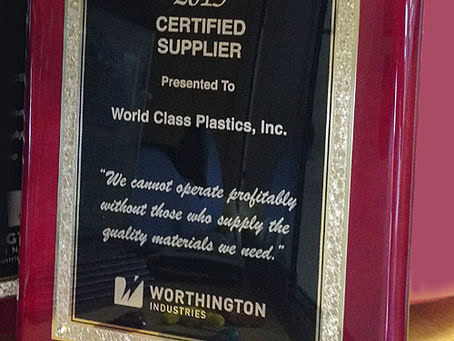 2015
CERTIFIED
SUPPLIER
Presented To
World Class Plastics, Inc.
"We cannot operate profitably
without those who supply the
quality materials we need."
WORTHINGTON
INDUSTRIES